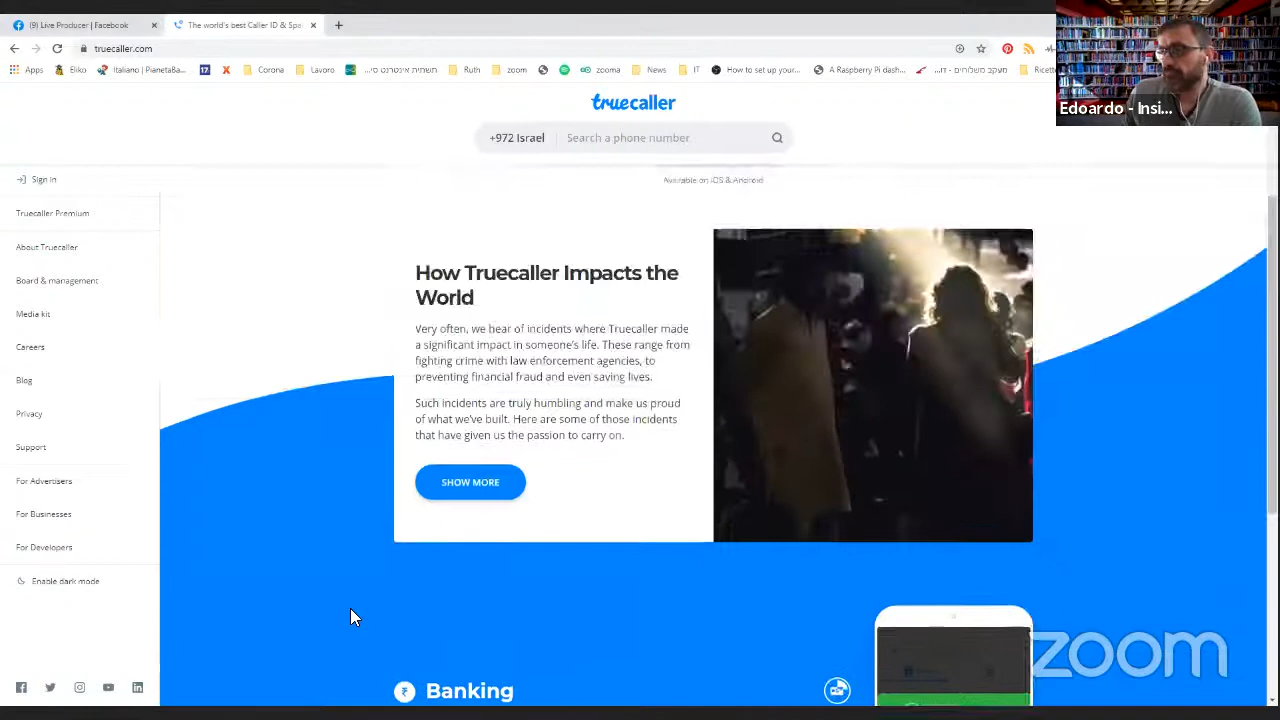 (9) Live Producer | Facebook
The world's best Caller ID & Spa
truecaller.com
Apps
Eliko
Italiano | PianetaBa...
Corona
Lavoro
Ruth
zoom
News
IT
How to set up your
A Raspberry dash...
Ricette
truecaller
+972 Israel
Search a phone number
Sign in
Available on iOS & Android
Truecaller Premium
About Truecaller
Board & management
Media kit
Careers
Blog
Privacy
Support
For Advertisers
For Businesses
For Developers
Enable dark mode
How Truecaller Impacts the
World
Very often, we hear of incidents where Truecaller made
a significant impact in someone's life. These range from
fighting crime with law enforcement agencies, to
preventing financial fraud and even saving lives.
Such incidents are truly humbling and make us proud
of what we've built. Here are some of those incidents
that have given us the passion to carry on.
SHOW MORE
Banking
Edoardo - Insi...
zoom